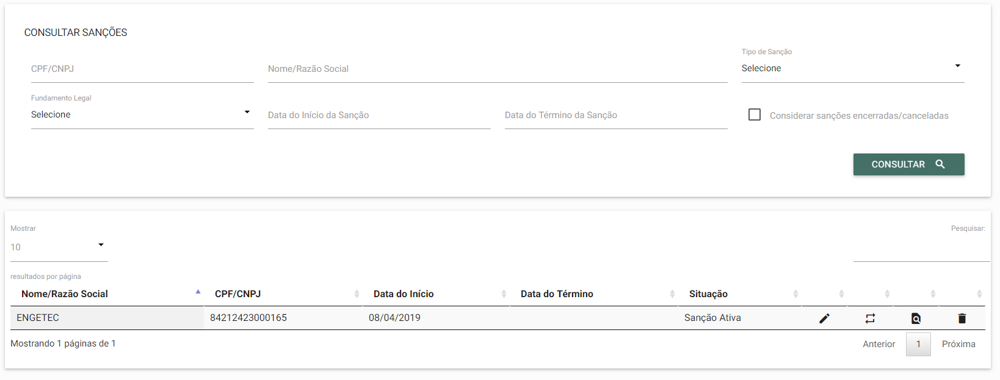 CONSULTAR SANÇÕES
Tipo de Sanção
CPF/CNPJ
Nome/Razão Social
Selecione
Fundamento Legal
Selecione
Data do Início da Sanção
Data do Término da Sanção
Considerar sanções encerradas/canceladas
CONSULTAR
Mostrar
Pesquisar:
10
resultados por página
Nome/Razão Social CPF/CNPJ Data do Início Data do Término Situação
ENGETEC 84212423000165 08/04/2019 Sanção Ativa
Mostrando 1 páginas de 1
Anterior 1 Próxima